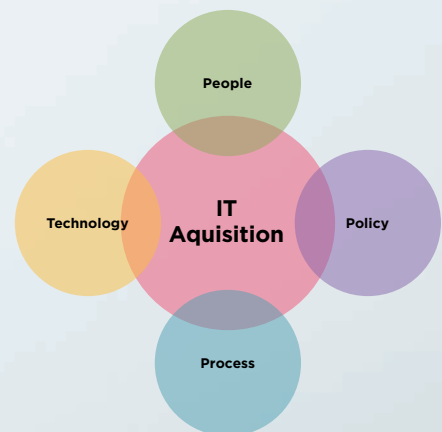 People
Technology
IT
Aquisition
Policy
Process